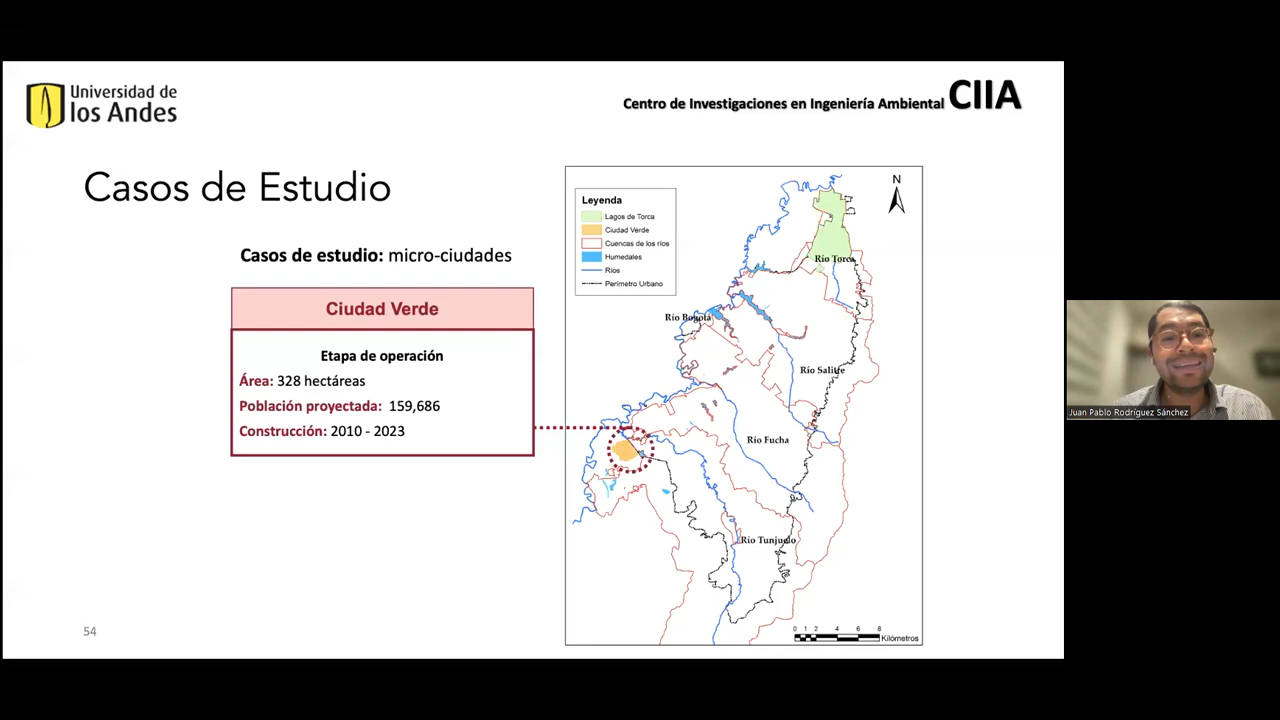 Universidad de
los Andes
Centro de Investigaciones en Ingeniería Ambiental CIIA
Casos de Estudio
Casos de estudio: micro-ciudades
Ciudad Verde
Etapa de operación
Área: 328 hectáreas
Población proyectada: 159,686
Construcción: 2010 - 2023
Leyenda
Lagos de Torca
Ciudad Verde
Cuencas de los ríos
Humedales
Ríos
Perímetro Urbano
N
Río Torca
Río Bogotá
Río Salitre
Río Fucha
Río Tunjuelo
0 1 2 4 6 8
Kilómetros
54
Juan Pablo Rodríguez Sánchez